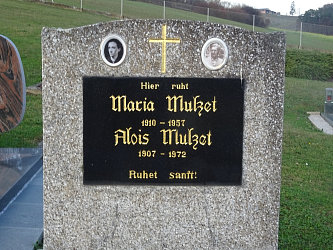 Hier ruht
Maria Mulzet
1910 - 1957
Alois Mulzet
1907 - 1972
Ruhet sanft!